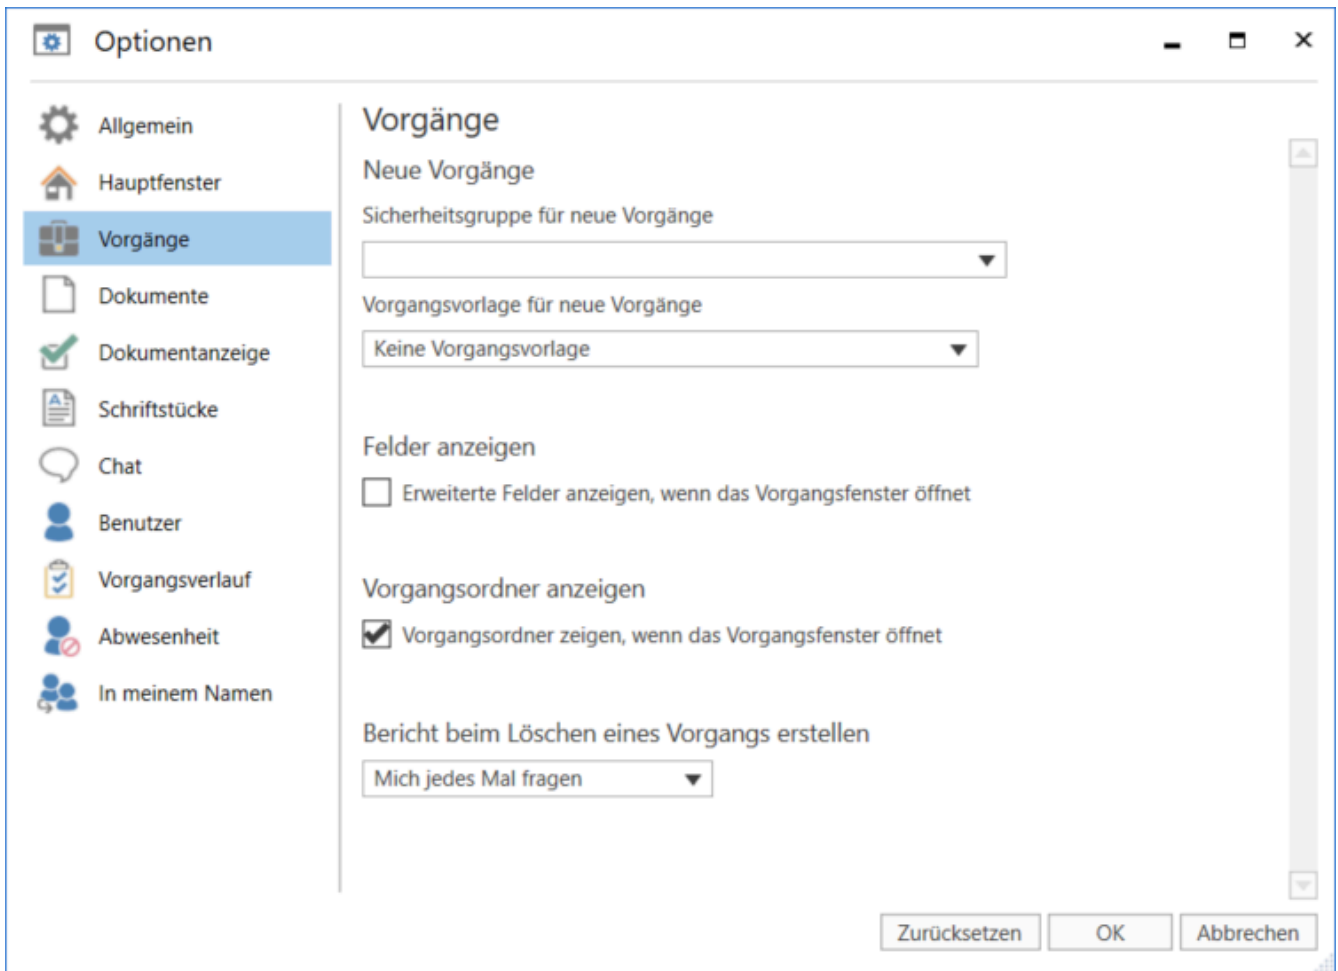 Optionen
Allgemein
Hauptfenster
Vorgänge
Dokumente
Dokumentanzeige
Schriftstücke
Chat
Benutzer
Vorgangsverlauf
Abwesenheit
In meinem Namen
Vorgänge
Neue Vorgänge
Sicherheitsgruppe für neue Vorgänge
Vorgangsvorlage für neue Vorgänge
Keine Vorgangsvorlage
Felder anzeigen
Erweiterte Felder anzeigen, wenn das Vorgangsfenster öffnet
Vorgangsordner anzeigen
Vorgangsordner zeigen, wenn das Vorgangsfenster öffnet
Bericht beim Löschen eines Vorgangs erstellen
Mich jedes Mal fragen
Zurücksetzen OK Abbrechen